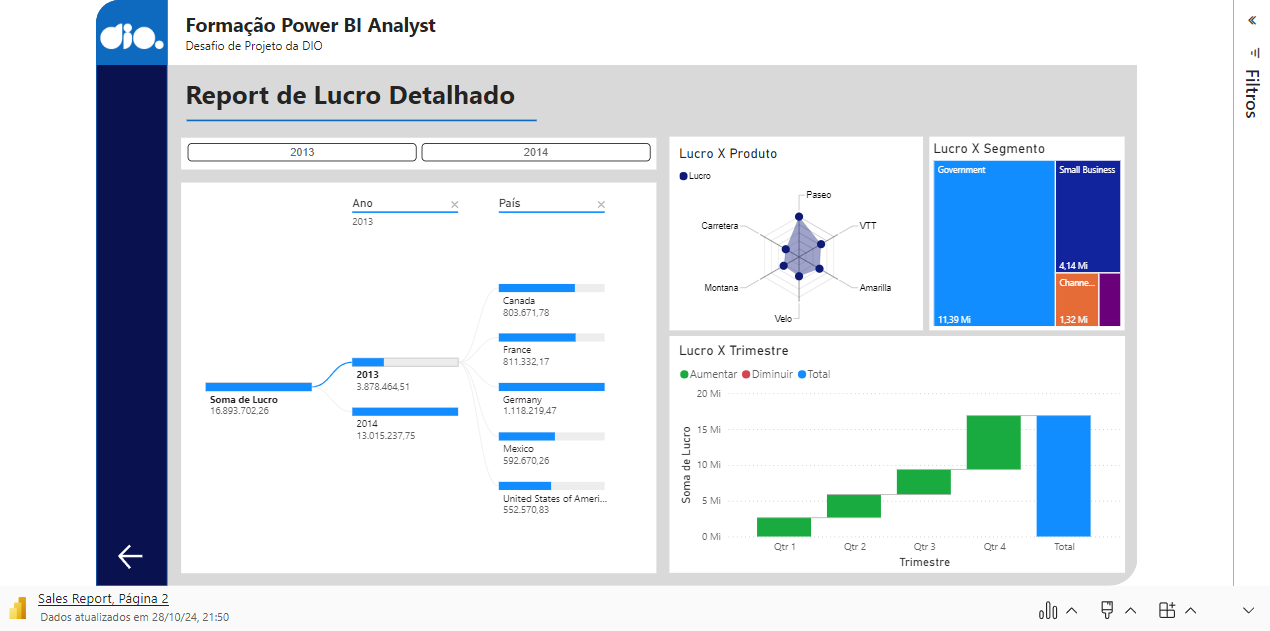 dio.
Formação Power BI Analyst
Desafio de Projeto da DIO
Filtros
Report de Lucro Detalhado
2013
2014
Ano
2013
País
Soma de Lucro
16.893.702,26
2013
3.878.464,51
2014
13.015.237,75
Canada
803.671,78
France
811.332,17
Germany
1.118.219,47
Mexico
592.670,26
United States of Ameri...
552.570,83
Lucro X Produto
Lucro
Paseo
VTT
Amarilla
Velo
Montana
Carretera
Lucro X Segmento
Government
11,39 Mi
Small Business
4,14 Mi
Channe...
1,32 Mi
Lucro X Trimestre
Aumentar Diminuir Total
Soma de Lucro
20 Mi
15 Mi
10 Mi
5 Mi
0 Mi
Qtr 1 Qtr 2 Qtr 3 Qtr 4 Total
Trimestre
Sales Report, Página 2
Dados atualizados em 28/10/24, 21:50